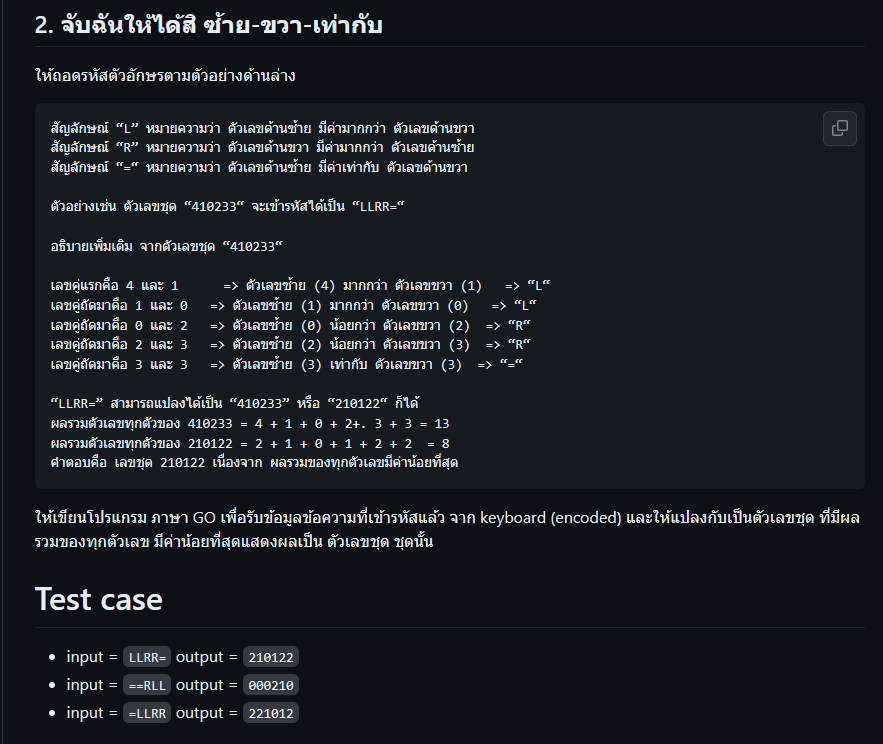 2. จับฉันให้ได้สิ ซ้าย-ขวา-เท่ากับ
ให้ถอดรหัสตัวอักษรตามตัวอย่างด้านล่าง
สัญลักษณ์ “L” หมายความว่า ตัวเลขด้านซ้าย มีค่ามากกว่า ตัวเลขด้านขวา
สัญลักษณ์ “R” หมายความว่า ตัวเลขด้านขวา มีค่ามากกว่า ตัวเลขด้านซ้าย
สัญลักษณ์ “=“ หมายความว่า ตัวเลขด้านซ้าย มีค่าเท่ากับ ตัวเลขด้านขวา
ตัวอย่างเช่น ตัวเลขชุด “410233“ จะเข้ารหัสได้เป็น “LLRR=“
อธิบายเพิ่มเติม จากตัวเลขชุด “410233“
เลขคู่แรกคือ 4 และ 1 => ตัวเลขซ้าย (4) มากกว่า ตัวเลขขวา (1) => “L“
เลขคู่ถัดมาคือ 1 และ 0 => ตัวเลขซ้าย (1) มากกว่า ตัวเลขขวา (0) => “L“
เลขคู่ถัดมาคือ 0 และ 2 => ตัวเลขซ้าย (0) น้อยกว่า ตัวเลขขวา (2) => “R“
เลขคู่ถัดมาคือ 2 และ 3 => ตัวเลขซ้าย (2) น้อยกว่า ตัวเลขขวา (3) => “R“
เลขคู่ถัดมาคือ 3 และ 3 => ตัวเลขซ้าย (3) เท่ากับ ตัวเลขขวา (3) => “=“
“LLRR=” สามารถแปลงได้เป็น “410233” หรือ “210122“ ก็ได้
ผลรวมตัวเลขทุกตัวของ 410233 = 4 + 1 + 0 + 2+. 3 + 3 = 13
ผลรวมตัวเลขทุกตัวของ 210122 = 2 + 1 + 0 + 1 + 2 + 2 = 8
คำตอบคือ เลขชุด 210122 เนื่องจาก ผลรวมของทุกตัวเลขมีค่าน้อยที่สุด
ให้เขียนโปรแกรม ภาษา GO เพื่อรับข้อมูลข้อความที่เข้ารหัสแล้ว จาก keyboard (encoded) และให้แปลงกับเป็นตัวเลขชุด ที่มีผล
รวมของทุกตัวเลข มีค่าน้อยที่สุดแสดงผลเป็น ตัวเลขชุด ชุดนั้น
Test case
input = LLRR= output = 210122
input = ==RLL output = 000210
input = =LLRR output = 221012